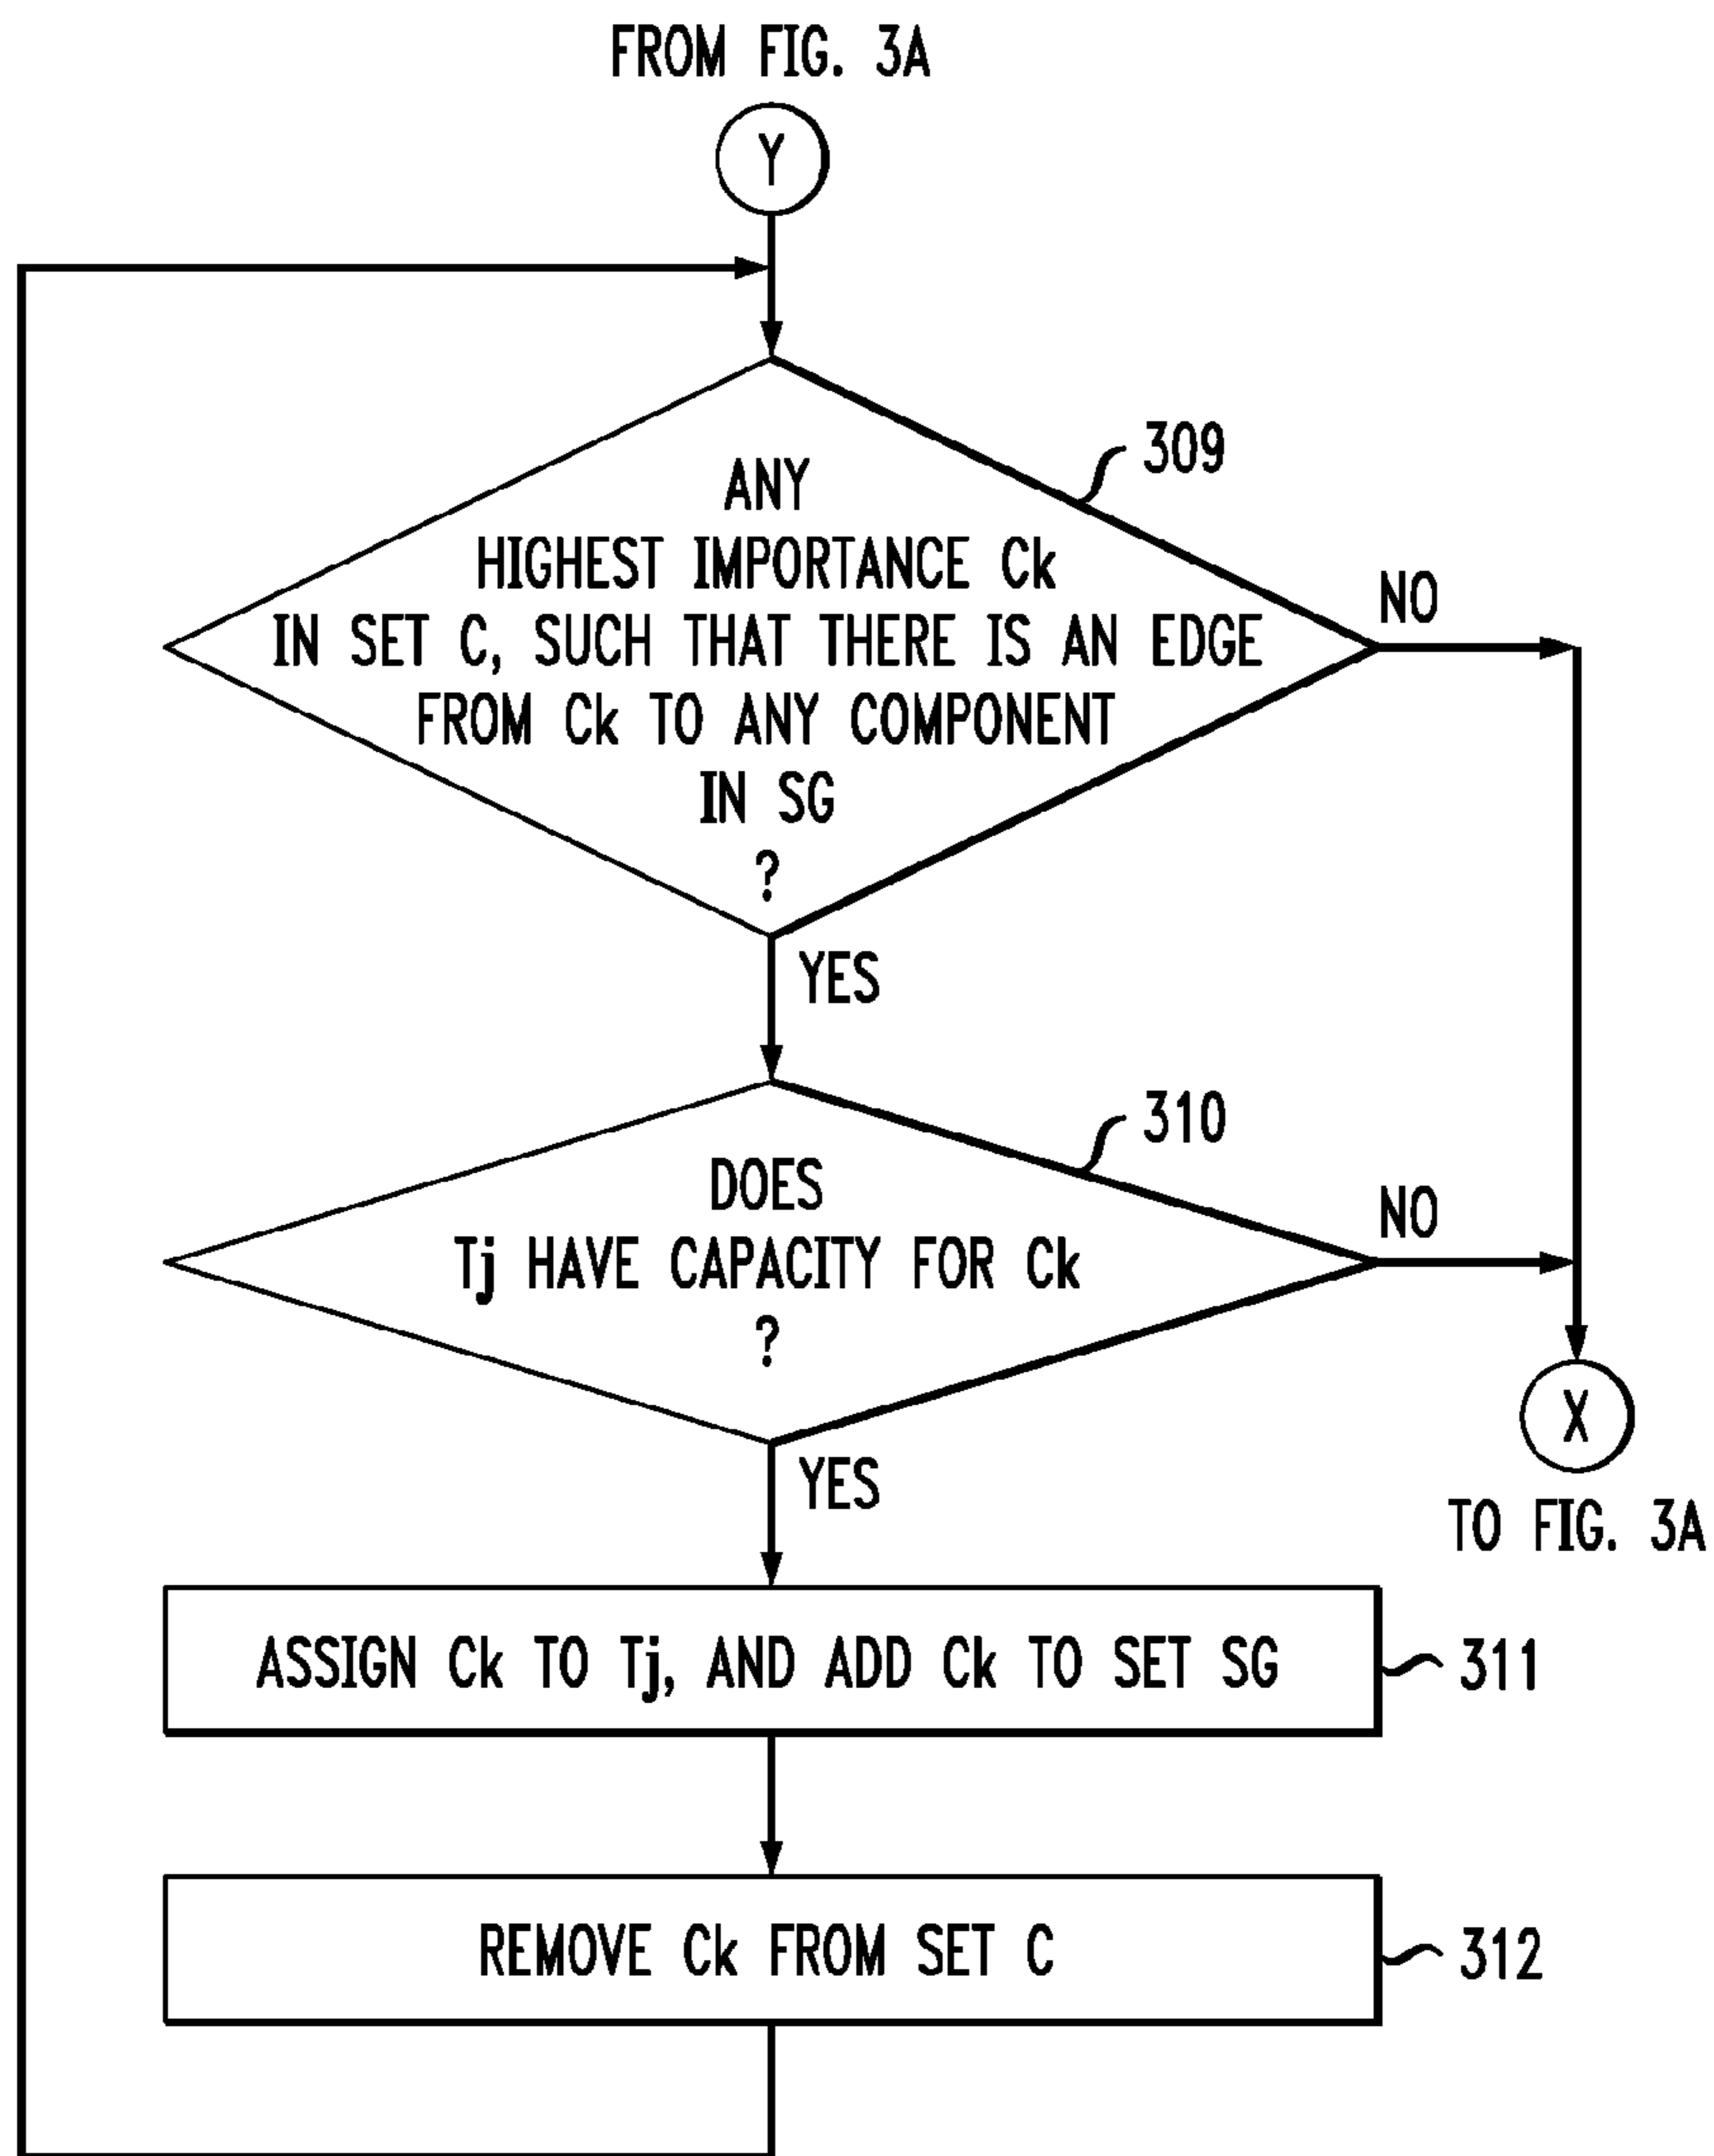 FROM FIG. 3A
Y
309
ANY
HIGHEST IMPORTANCE Ck
IN SET C, SUCH THAT THERE IS AN EDGE
FROM Ck TO ANY COMPONENT
IN SG
?
NO
YES
310
DOES
Tj HAVE CAPACITY FOR Ck
?
NO
X
TO FIG. 3A
YES
ASSIGN Ck TO Tj, AND ADD Ck TO SET SG
311
REMOVE Ck FROM SET C
312